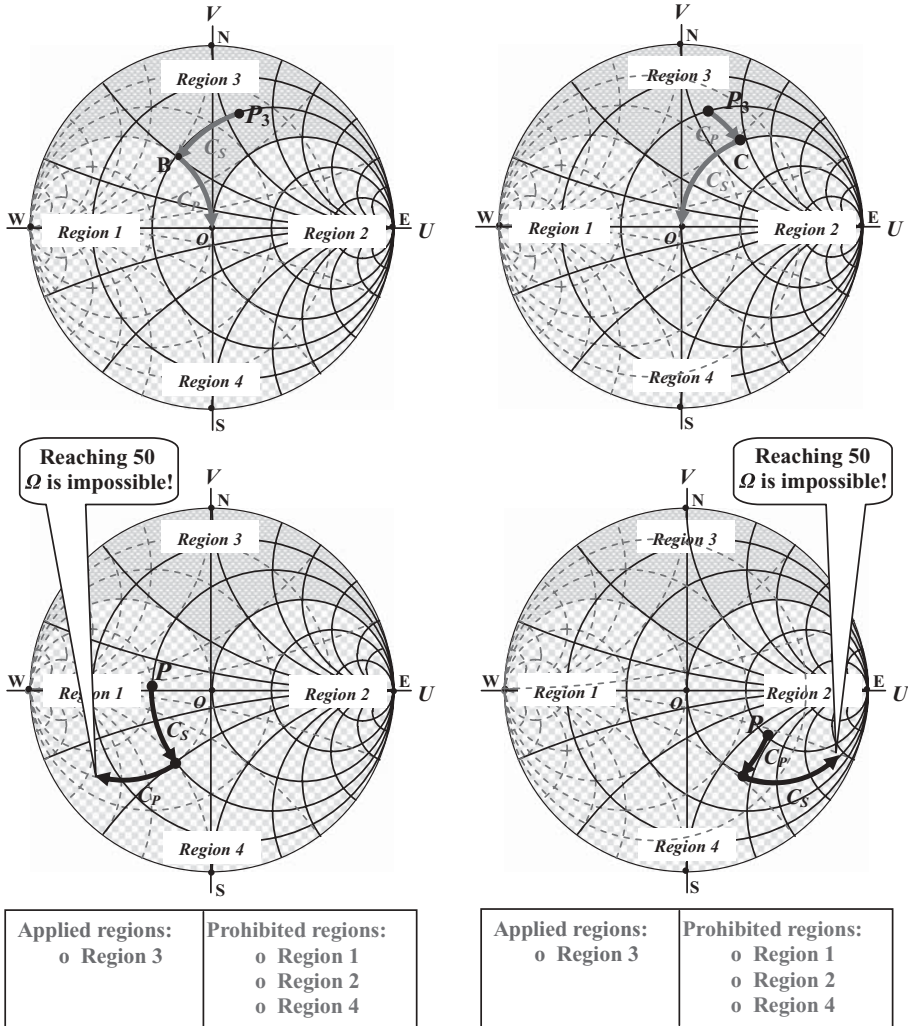 V
N
Region 3
P3
CS
B
W
Region 1
O
Region 2
E
U
Region 4
S
V
N
Region 3
P3
CP
C
CS
W
Region 1
O
Region 2
E
U
Region 4
S
Reaching 50
Ω is impossible!
V
N
Region 3
P
W
Region 1
O
Region 2
E
U
CS
CP
Region 4
S
Reaching 50
Ω is impossible!
V
N
Region 3
W
Region 1
O
Region 2
E
U
P
CP
CS
Region 4
S
Applied regions:
o Region 3
Prohibited regions:
o Region 1
o Region 2
o Region 4
Applied regions:
o Region 3
Prohibited regions:
o Region 1
o Region 2
o Region 4